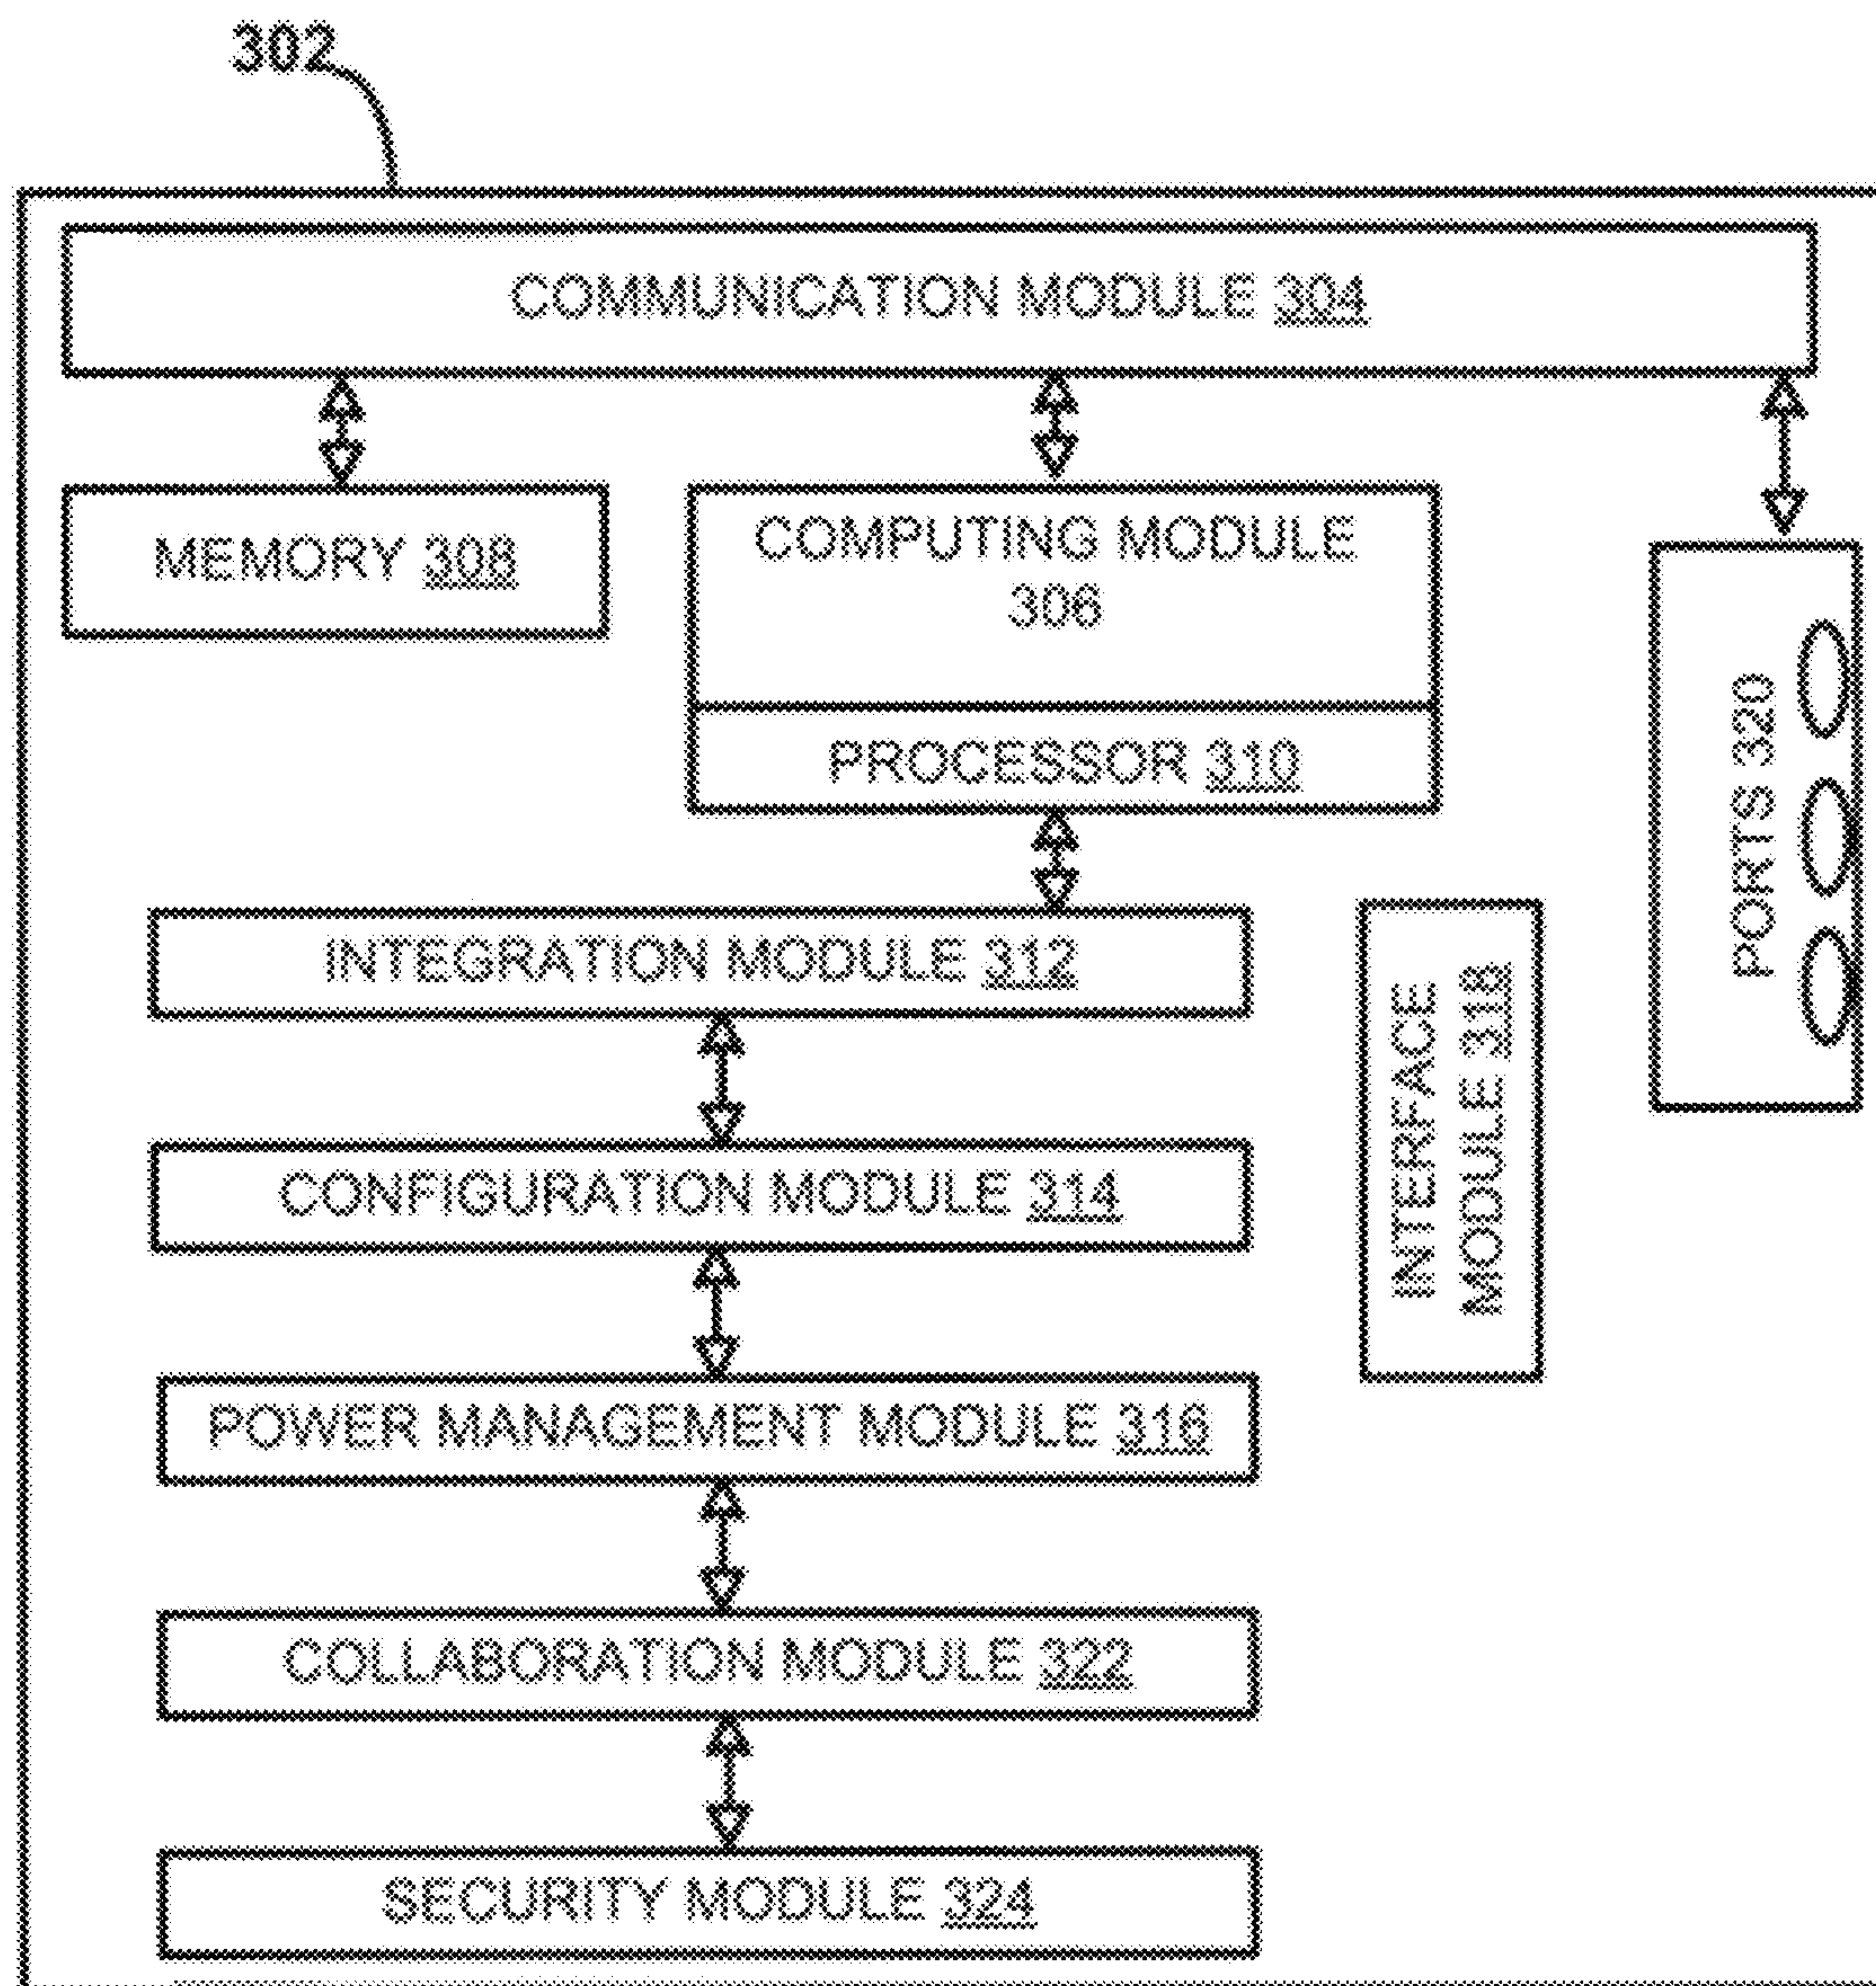 302
COMMUNICATION MODULE 304
MEMORY 308
COMPUTING MODULE
306
PROCESSOR 310
PORTS 320
INTEGRATION MODULE 312
INTERFACE
MODULE 318
CONFIGURATION MODULE 314
POWER MANAGEMENT MODULE 316
COLLABORATION MODULE 322
SECURITY MODULE 324